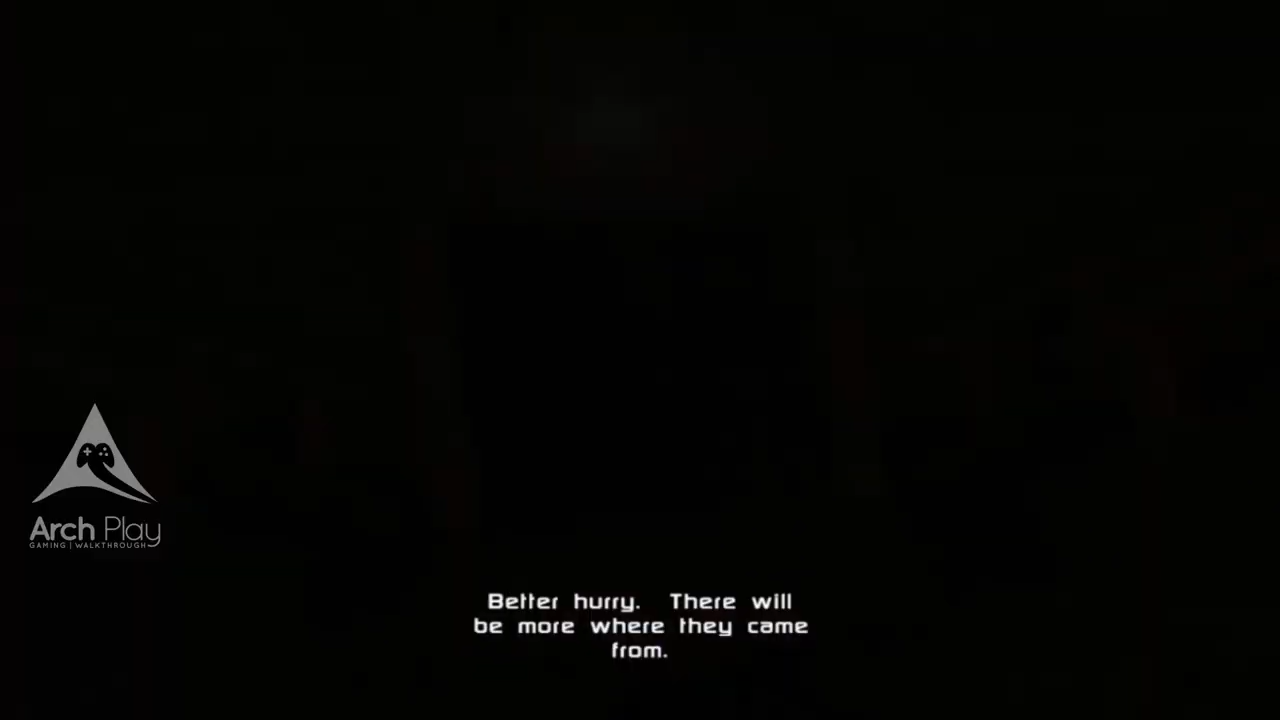 Arch Play
GAMING | WALKTHROUGH
Better hurry. There will
be more where they came
from.